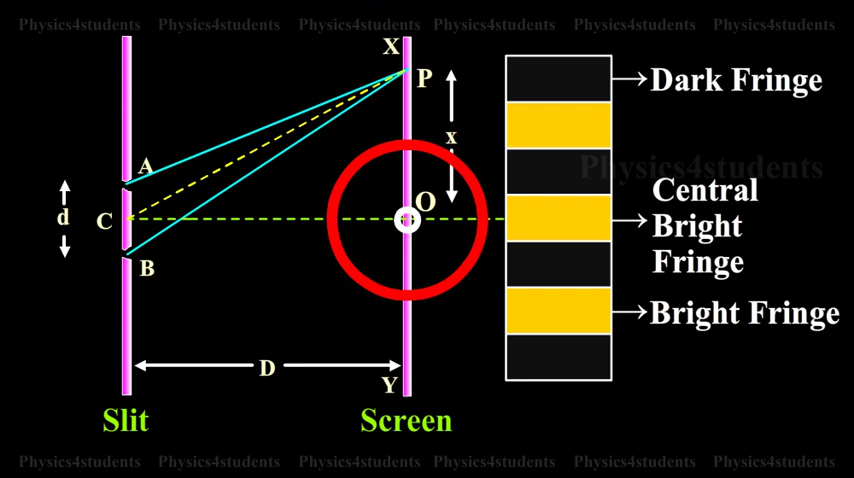 Physics4students Physics4students Physics4students Physics4students Physics4students Physics4students
X
P
Dark Fringe
x
A
Physics4students
O
d
C
Central
Bright
Fringe
B
Bright Fringe
D
Y
Slit
Screen
Physics4students Physics4students Physics4students Physics4students Physics4students Physics4students